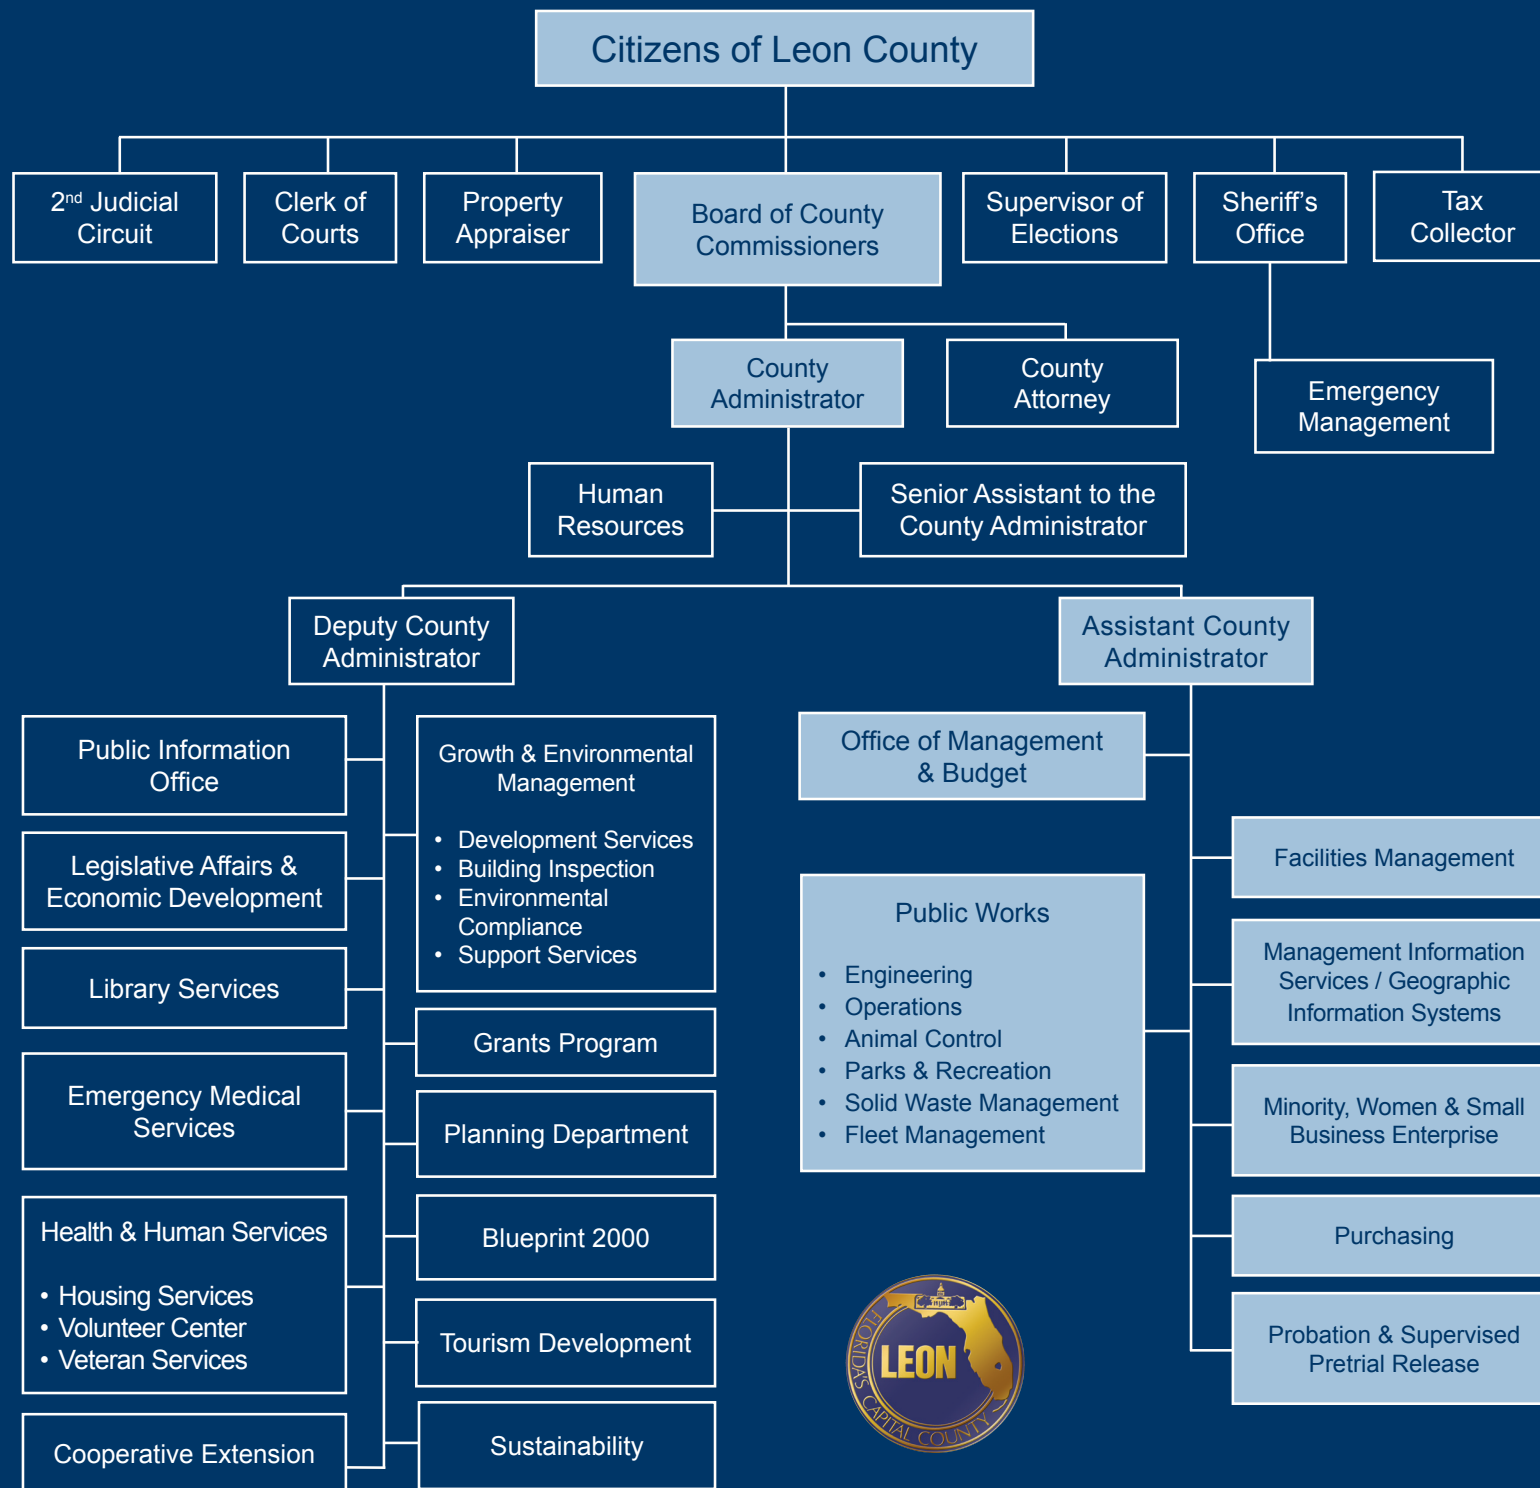 Citizens of Leon County
2nd Judicial
Circuit
Clerk of
Courts
Property
Appraiser
Board of County
Commissioners
Supervisor of
Elections
Sheriff’s
Office
Tax
Collector
County
Administrator
County
Attorney
Emergency
Management
Human
Resources
Senior Assistant to the
County Administrator
Deputy County
Administrator
Assistant County
Administrator
Public Information
Office
Legislative Affairs &
Economic Development
Library Services
Emergency Medical
Services
Health & Human Services
• Housing Services
• Volunteer Center
• Veteran Services
Cooperative Extension
Growth & Environmental
Management
• Development Services
• Building Inspection
• Environmental
Compliance
• Support Services
Grants Program
Planning Department
Blueprint 2000
Tourism Development
Sustainability
Office of Management
& Budget
Public Works
• Engineering
• Operations
• Animal Control
• Parks & Recreation
• Solid Waste Management
• Fleet Management
Facilities Management
Management Information
Services / Geographic
Information Systems
Minority, Women & Small
Business Enterprise
Purchasing
Probation & Supervised
Pretrial Release
LEON
FLORIDA'S CAPITAL COUNTY